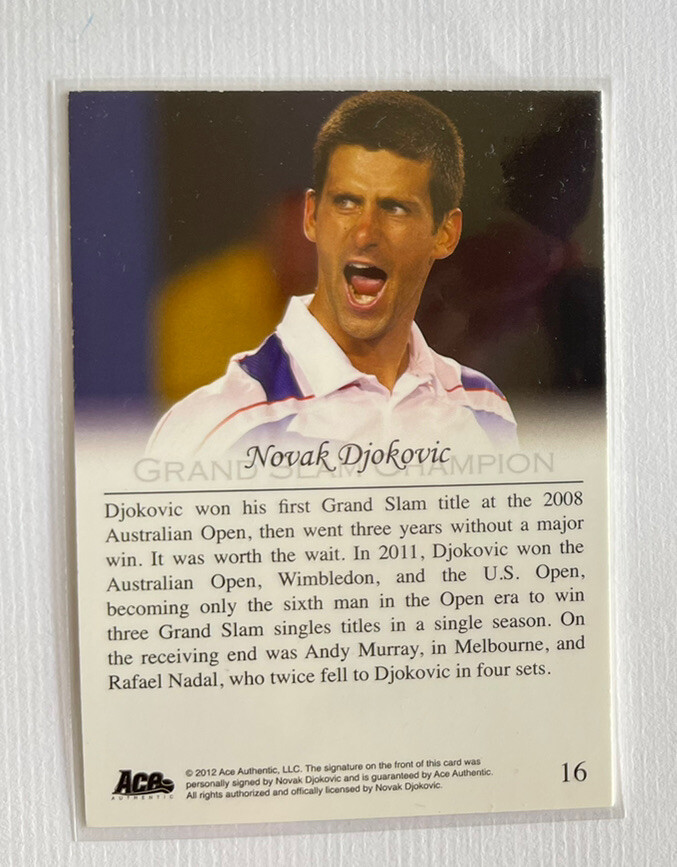 Novak Djokovic
GRAND SLAM CHAMPION
Djokovic won his first Grand Slam title at the 2008
Australian Open, then went three years without a major
win. It was worth the wait. In 2011, Djokovic won the
Australian Open, Wimbledon, and the U.S. Open,
becoming only the sixth man in the Open era to win
three Grand Slam singles titles in a single season. On
the receiving end was Andy Murray, in Melbourne, and
Rafael Nadal, who twice fell to Djokovic in four sets.
ACE
AUTHENTIC
© 2012 Ace Authentic, LLC. The signature on the front of this card was
personally signed by Novak Djokovic and is guaranteed by Ace Authentic.
All rights authorized and offically licensed by Novak Djokovic.
16